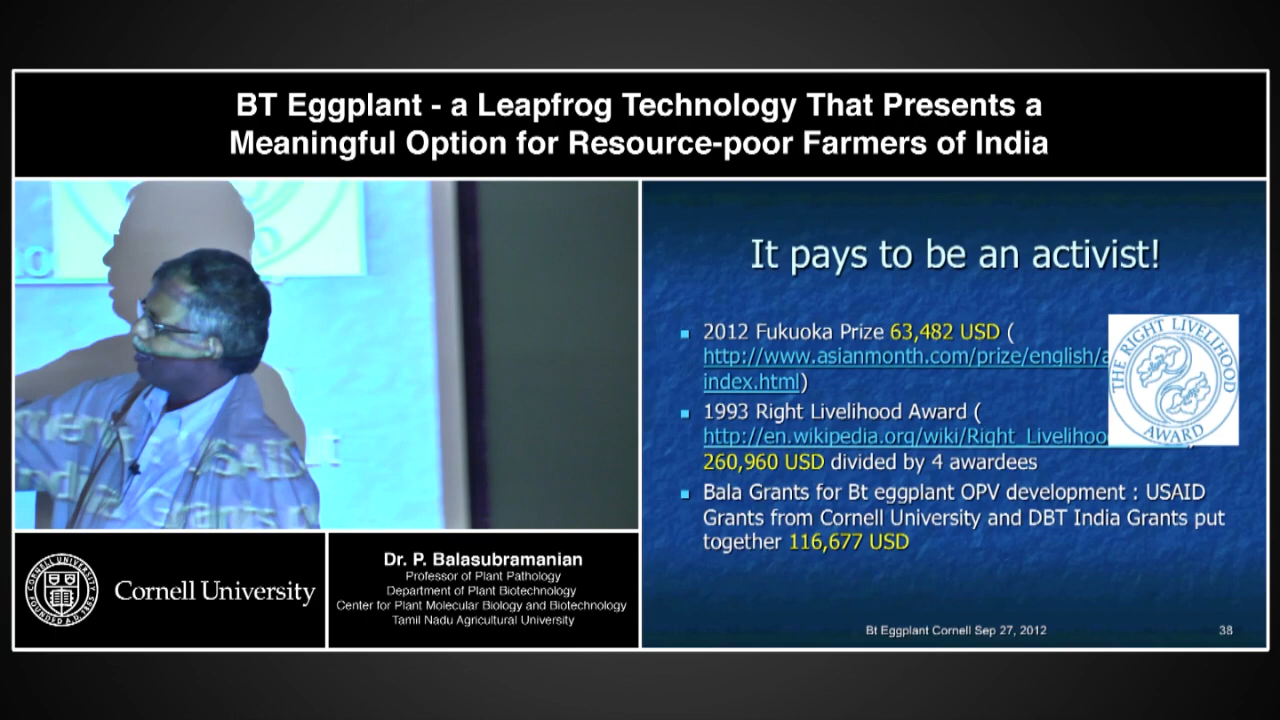 BT Eggplant - a Leapfrog Technology That Presents a
Meaningful Option for Resource-poor Farmers of India
It pays to be an activist!
2012 Fukuoka Prize 63,482 USD (
http://www.asianmonth.com/prize/english/a
index.html)
1993 Right Livelihood Award (
http://en.wikipedia.org/wiki/Right_Livelihoo
260,960 USD divided by 4 awardees
Bala Grants for Bt eggplant OPV development : USAID
Grants from Cornell University and DBT India Grants put
together 116,677 USD
THE RIGHT LIVELIHOOD
AWARD
Bt Eggplant Cornell Sep 27, 2012
38
CORNELL UNIVERSITY
FOUNDED A.D. 1865
Cornell University
Dr. P. Balasubramanian
Professor of Plant Pathology
Department of Plant Biotechnology
Center for Plant Molecular Biology and Biotechnology
Tamil Nadu Agricultural University